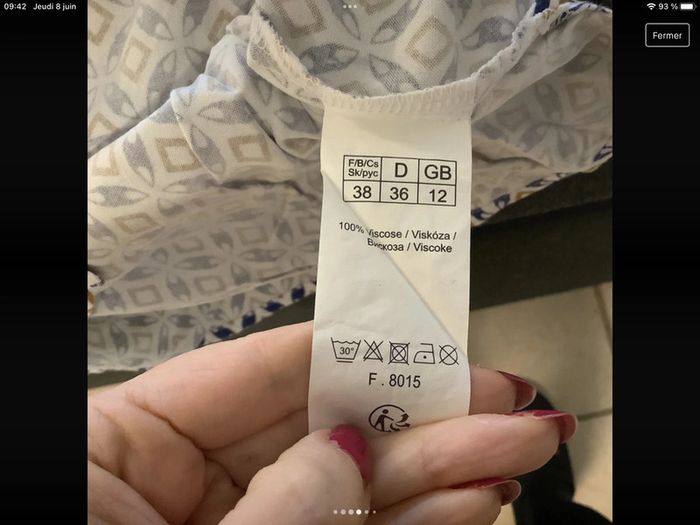 09:42 Jeudi 8 juin
93 %
Fermer
F/B/Cs D GB
Sk/рус
38 36 12
100% Viscose / Viskóza /
Вискоза / Viscoke
30°
F . 8015